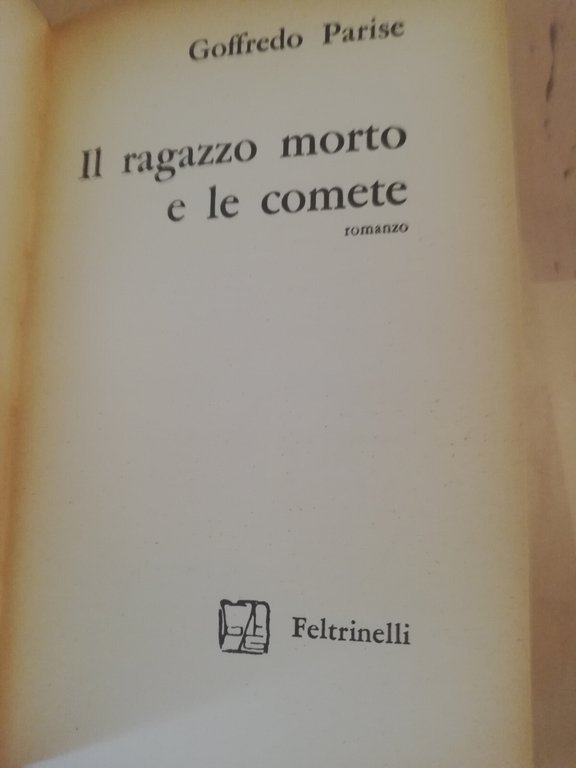 Goffredo Parise
Il ragazzo morto
e le comete
romanzo
Feltrinelli